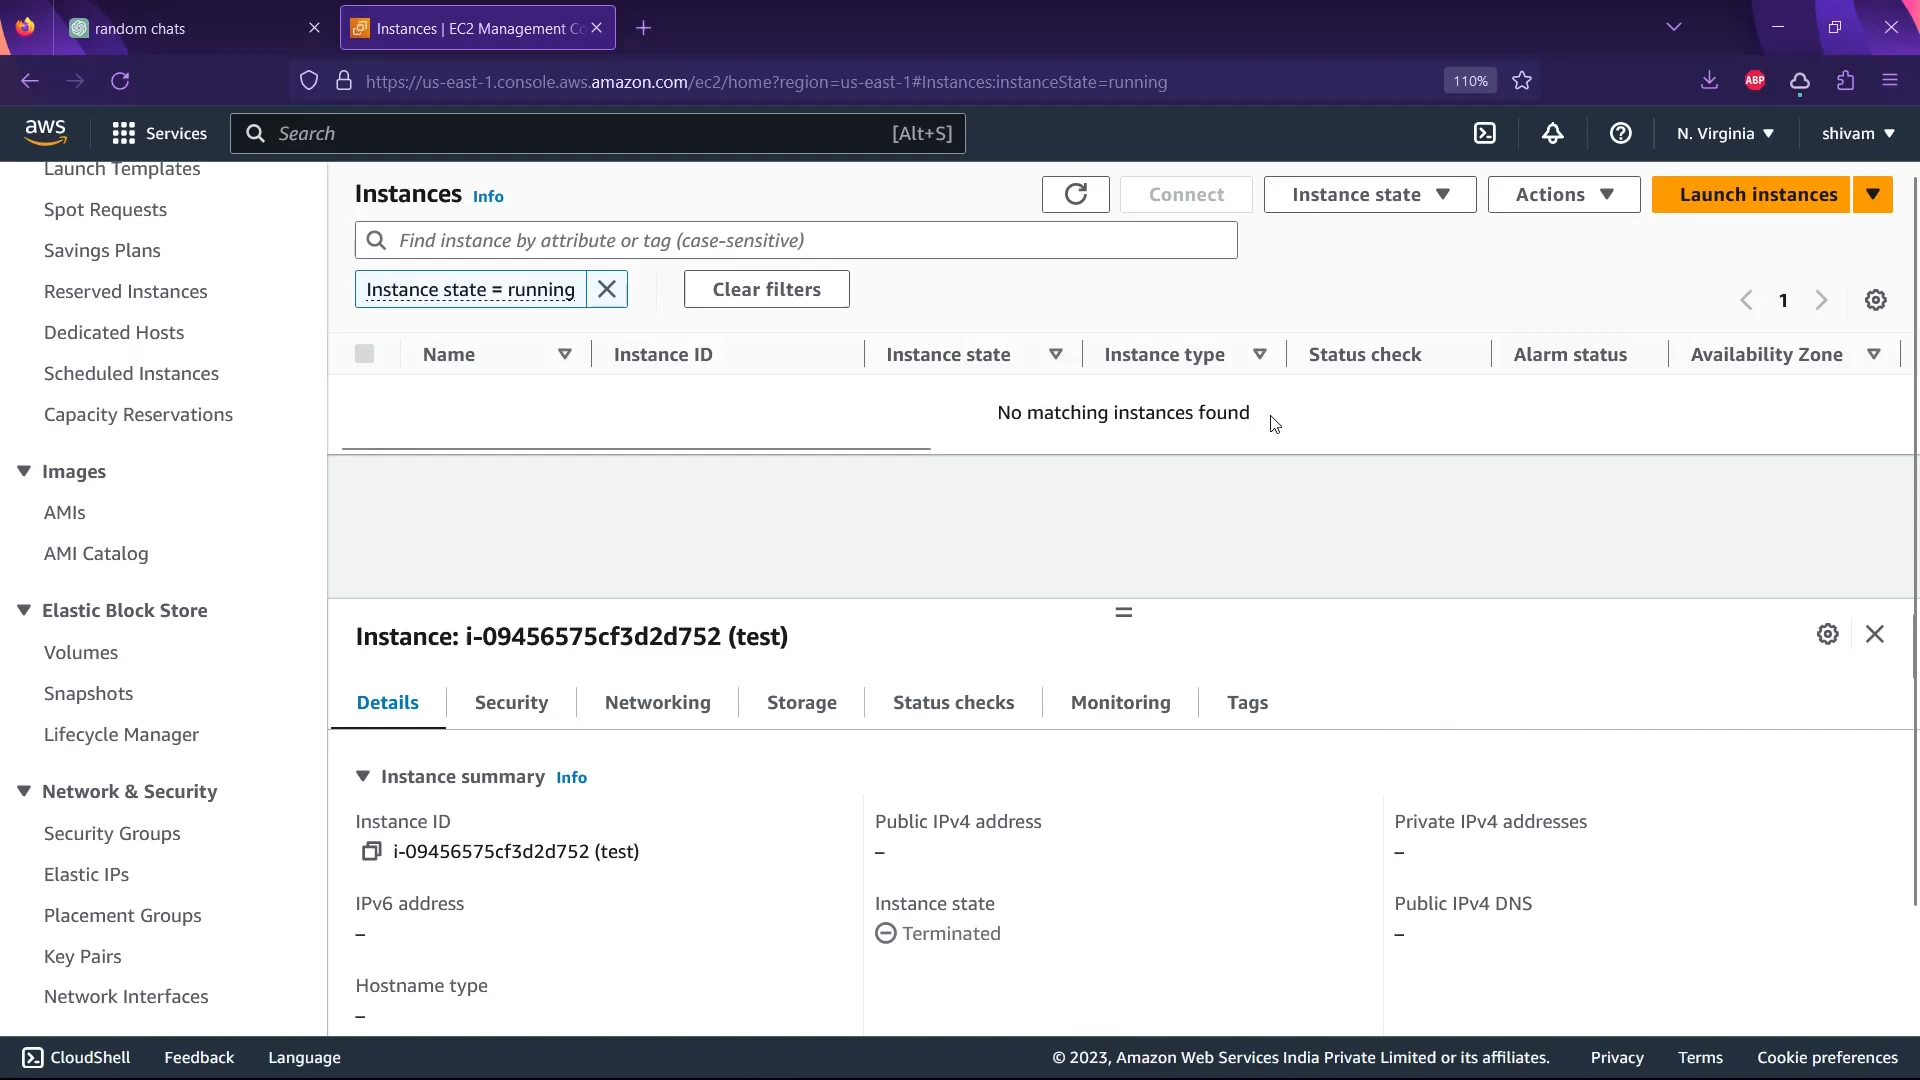 random chats
Instances | EC2 Management Co
https://us-east-1.console.aws.amazon.com/ec2/home?region=us-east-1#Instances:instanceState=running
110%
ABP
aws
Services
Search
[Alt+S]
N. Virginia
shivam
Launch Templates
Spot Requests
Savings Plans
Reserved Instances
Dedicated Hosts
Scheduled Instances
Capacity Reservations
Images
AMIs
AMI Catalog
Elastic Block Store
Volumes
Snapshots
Lifecycle Manager
Network & Security
Security Groups
Elastic IPs
Placement Groups
Key Pairs
Network Interfaces
Instances Info
Connect
Instance state
Actions
Launch instances
Find instance by attribute or tag (case-sensitive)
Instance state = running
Clear filters
1
Name
Instance ID
Instance state
Instance type
Status check
Alarm status
Availability Zone
No matching instances found
Instance: i-09456575cf3d2d752 (test)
Details
Security
Networking
Storage
Status checks
Monitoring
Tags
Instance summary Info
Instance ID
i-09456575cf3d2d752 (test)
Public IPv4 address
–
Private IPv4 addresses
–
IPv6 address
–
Instance state
Terminated
Public IPv4 DNS
–
Hostname type
–
CloudShell
Feedback
Language
© 2023, Amazon Web Services India Private Limited or its affiliates.
Privacy
Terms
Cookie preferences